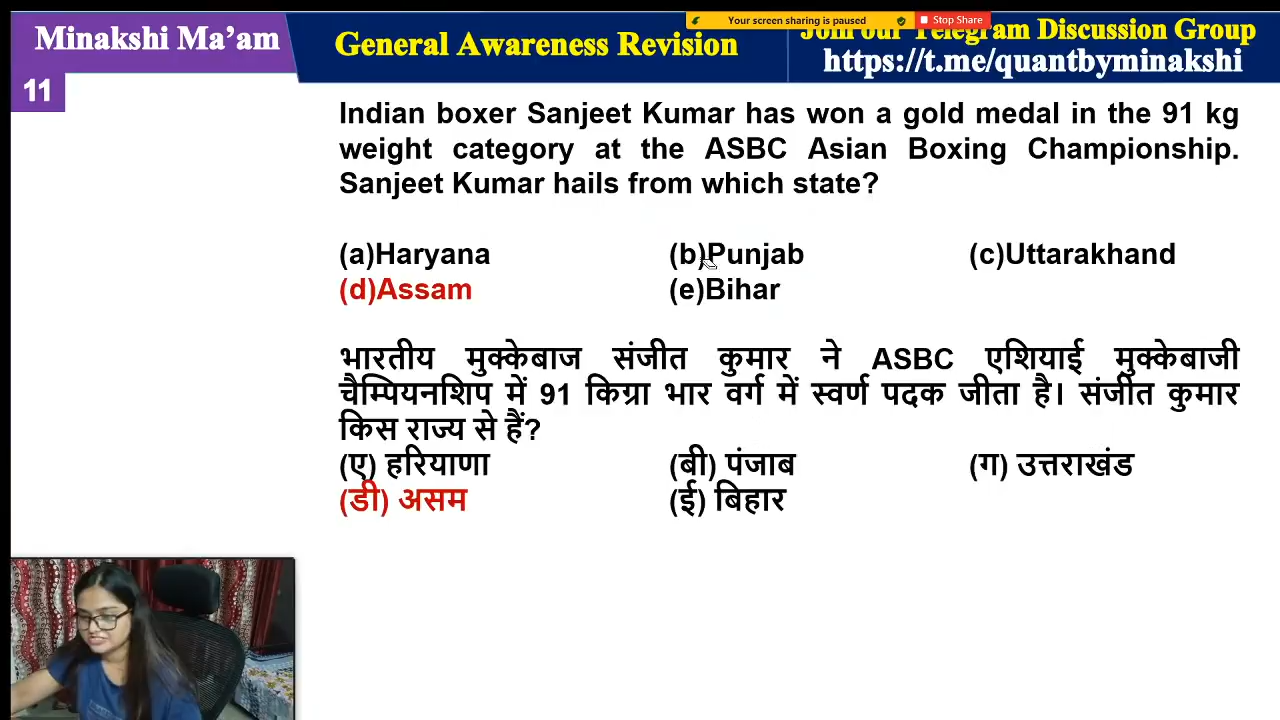 Minakshi Ma’am
General Awareness Revision
Your screen sharing is paused
Stop Share
Join our Telegram Discussion Group
https://t.me/quantbyminakshi
11
Indian boxer Sanjeet Kumar has won a gold medal in the 91 kg
weight category at the ASBC Asian Boxing Championship.
Sanjeet Kumar hails from which state?
(a)Haryana (b)Punjab (c)Uttarakhand
(d)Assam (e)Bihar
भारतीय मुक्केबाज संजीत कुमार ने ASBC एशियाई मुक्केबाजी
चैम्पियनशिप में 91 किग्रा भार वर्ग में स्वर्ण पदक जीता है। संजीत कुमार
किस राज्य से हैं?
(ए) हरियाणा (बी) पंजाब (ग) उत्तराखंड
(डी) असम (ई) बिहार